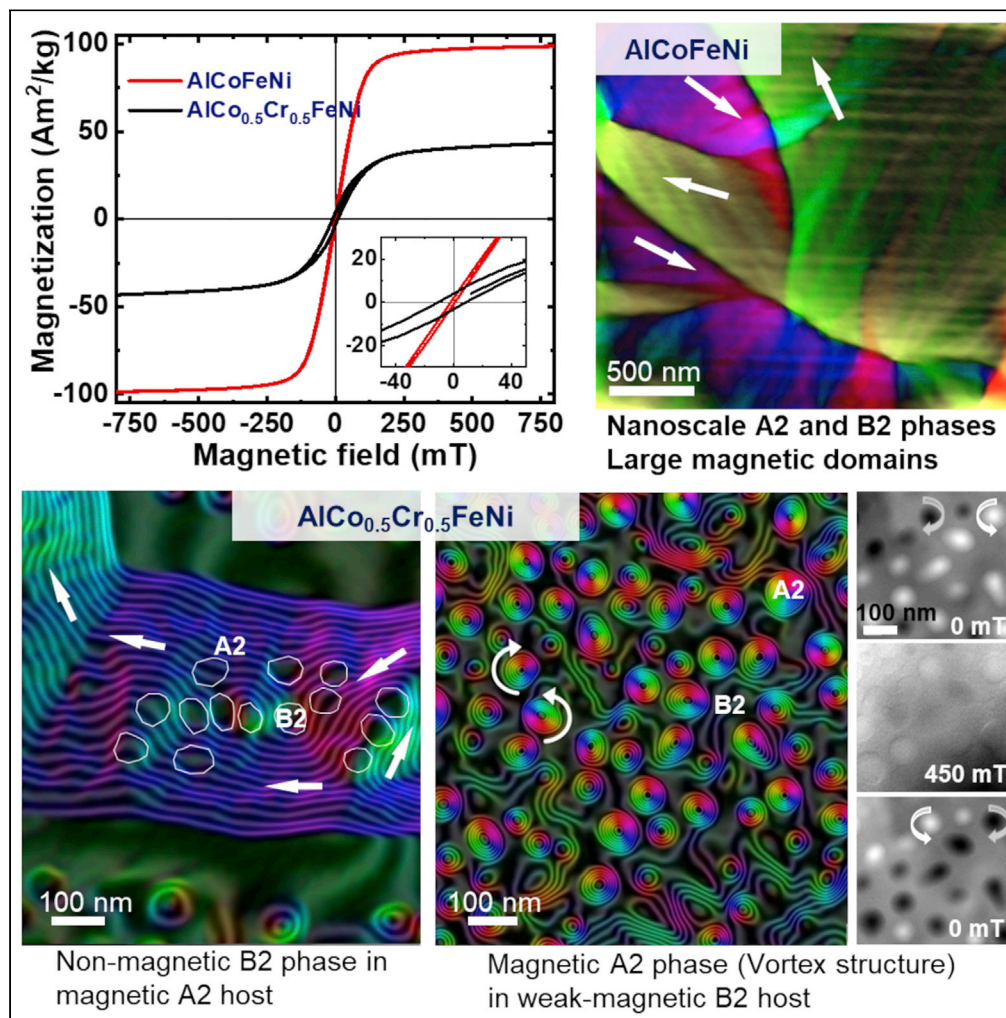 Magnetization (Am²/kg)
100
50
0
-50
-100
AlCoFeNi
AlCo₀.₅Cr₀.₅FeNi
20
0
-20
-40 0 40
-750 -500 -250 0 250 500 750
Magnetic field (mT)
AlCoFeNi
500 nm
Nanoscale A2 and B2 phases
Large magnetic domains
AlCo₀.₅Cr₀.₅FeNi
A2
B2
100 nm
Non-magnetic B2 phase in
magnetic A2 host
A2
B2
100 nm
Magnetic A2 phase (Vortex structure)
in weak-magnetic B2 host
100 nm
0 mT
450 mT
0 mT